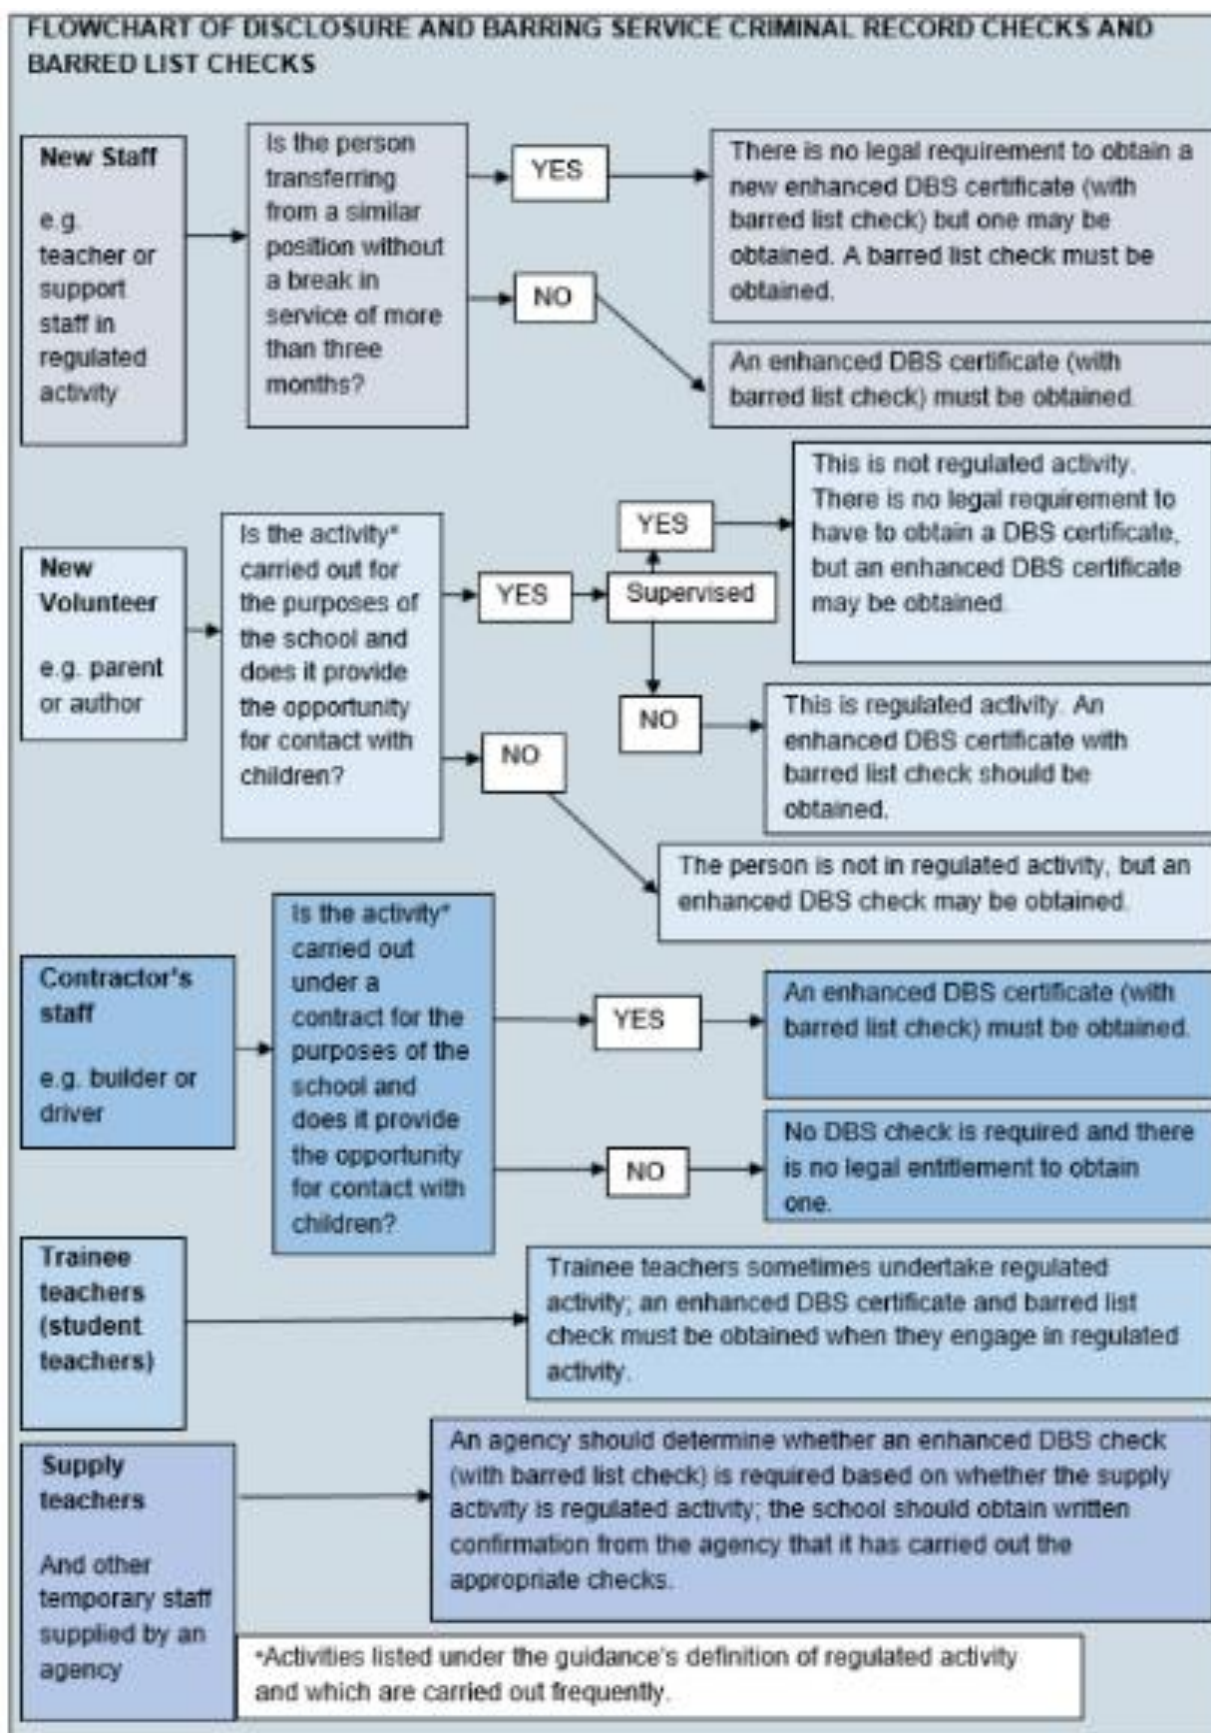 FLOWCHART OF DISCLOSURE AND BARRING SERVICE CRIMINAL RECORD CHECKS AND
BARRED LIST CHECKS
New Staff
e.g.
teacher or
support
staff in
regulated
activity
Is the person
transferring
from a similar
position without
a break in
service of more
than three
months?
YES
There is no legal requirement to obtain a
new enhanced DBS certificate (with
barred list check) but one may be
obtained. A barred list check must be
obtained.
NO
An enhanced DBS certificate (with
barred list check) must be obtained.
New
Volunteer
e.g. parent
or author
Is the activity*
carried out for
the purposes of
the school and
does it provide
the opportunity
for contact with
children?
YES
Supervised
YES
This is not regulated activity.
There is no legal requirement to
have to obtain a DBS certificate,
but an enhanced DBS certificate
may be obtained.
NO
This is regulated activity. An
enhanced DBS certificate with
barred list check should be
obtained.
NO
The person is not in regulated activity, but an
enhanced DBS check may be obtained.
Contractor's
staff
e.g. builder or
driver
Is the activity*
carried out
under a
contract for the
purposes of the
school and
does it provide
the opportunity
for contact with
children?
YES
An enhanced DBS certificate (with
barred list check) must be obtained.
NO
No DBS check is required and there
is no legal entitlement to obtain
one.
Trainee
teachers
(student
teachers)
Trainee teachers sometimes undertake regulated
activity; an enhanced DBS certificate and barred list
check must be obtained when they engage in regulated
activity.
Supply
teachers
And other
temporary staff
supplied by an
agency
An agency should determine whether an enhanced DBS check
(with barred list check) is required based on whether the supply
activity is regulated activity; the school should obtain written
confirmation from the agency that it has carried out the
appropriate checks.
*Activities listed under the guidance's definition of regulated activity
and which are carried out frequently.